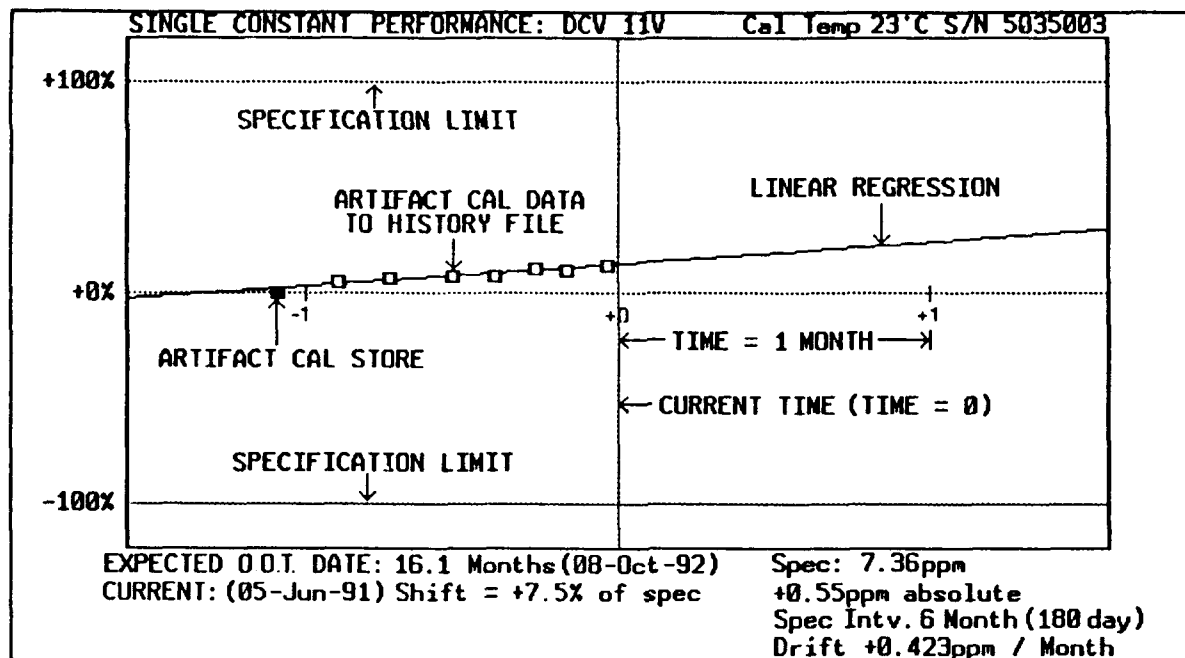 SINGLE CONSTANT PERFORMANCE: DCV 11V Cal Temp 23'C S/N 5035003
+100%
SPECIFICATION LIMIT
ARTIFACT CAL DATA
TO HISTORY FILE
LINEAR REGRESSION
+0%
-1
+0
+1
ARTIFACT CAL STORE
TIME = 1 MONTH
CURRENT TIME (TIME = 0)
SPECIFICATION LIMIT
-100%
EXPECTED O O.T. DATE: 16.1 Months (08-Oct-92)
CURRENT: (05-Jun-91) Shift = +7.5% of spec
Spec: 7.36ppm
+0.55ppm absolute
Spec Intv. 6 Month (180 day)
Drift +0.423ppm / Month